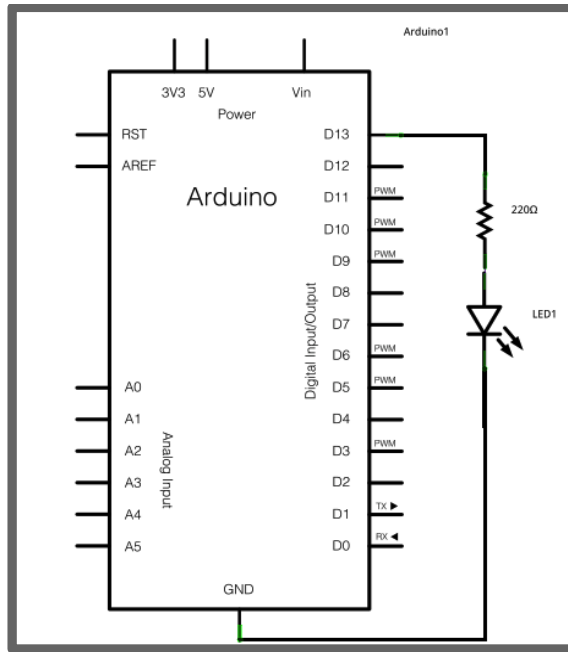 Arduino1
3V3 5V Vin
Power
RST D13
AREF D12
Arduino
D11 PWM
D10 PWM
D9 PWM
D8
D7
D6 PWM
A0 D5 PWM
A1 D4
A2 D3 PWM
A3 D2
A4 D1 TX ▶
A5 D0 RX ◀
Analog Input
Digital Input/Output
GND
220Ω
LED1